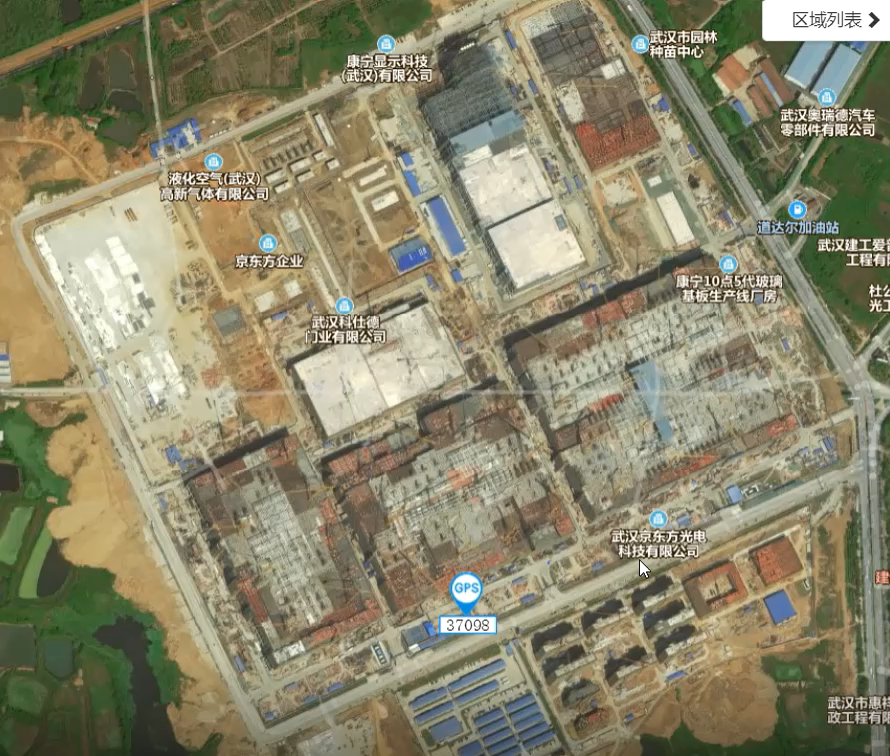 区域列表
武汉市园林
种苗中心
康宁显示科技
(武汉)有限公司
武汉奥瑞德汽车
零部件有限公司
液化空气(武汉)
高新气体有限公司
道达尔加油站
京东方企业
武汉建工爱
工程有
康宁10点5代玻璃
基板生产线厂房
杜
光工
武汉科仕德
门业有限公司
武汉京东方光电
科技有限公司
GPS
37098
建
武汉市惠祥
政工程有限